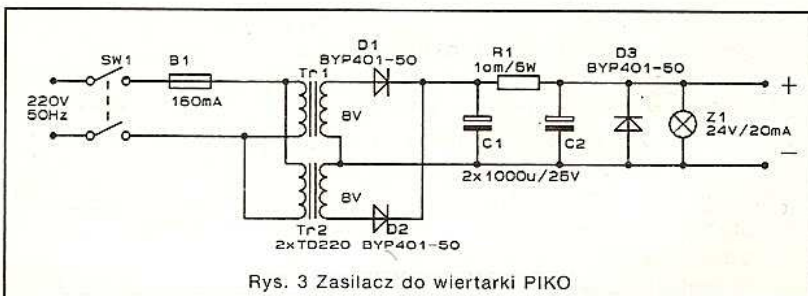 SW1
B1
160mA
220V
50Hz
Tr1
8V
D1
BYP401-50
R1
1om/5W
D3
BYP401-50
+
C1
C2
2x1000u/25V
Z1
24V/20mA
−
8V
Tr2
D2
2xTD220 BYP401-50
Rys. 3 Zasilacz do wiertarki PIKO